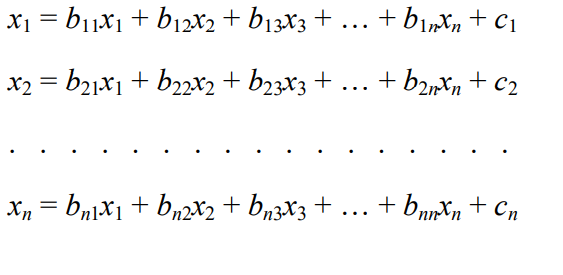 x₁ = b₁₁x₁ + b₁₂x₂ + b₁₃x₃ + … + b₁ₙxₙ + c₁
x₂ = b₂₁x₁ + b₂₂x₂ + b₂₃x₃ + … + b₂ₙxₙ + c₂
. . . . . . . . . . . . . . . . .
xₙ = bₙ₁x₁ + bₙ₂x₂ + bₙ₃x₃ + … + bₙₙxₙ + cₙ